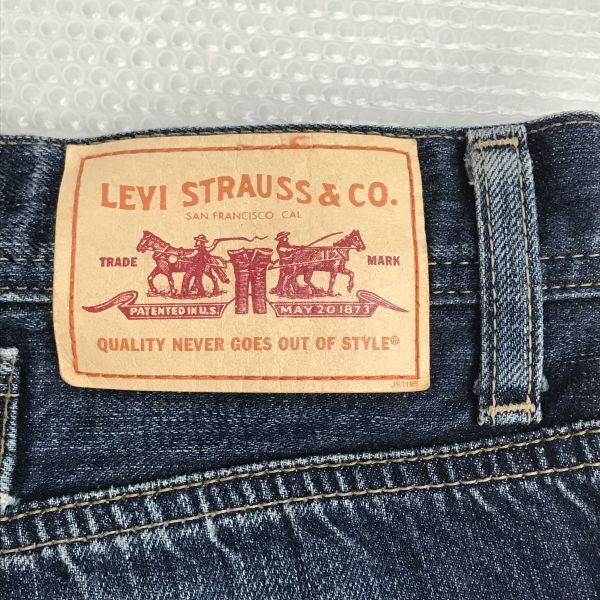 LEVI STRAUSS & CO.
SAN FRANCISCO CAL
TRADE MARK
PATENTED IN U.S. MAY 20 1873
QUALITY NEVER GOES OUT OF STYLE®